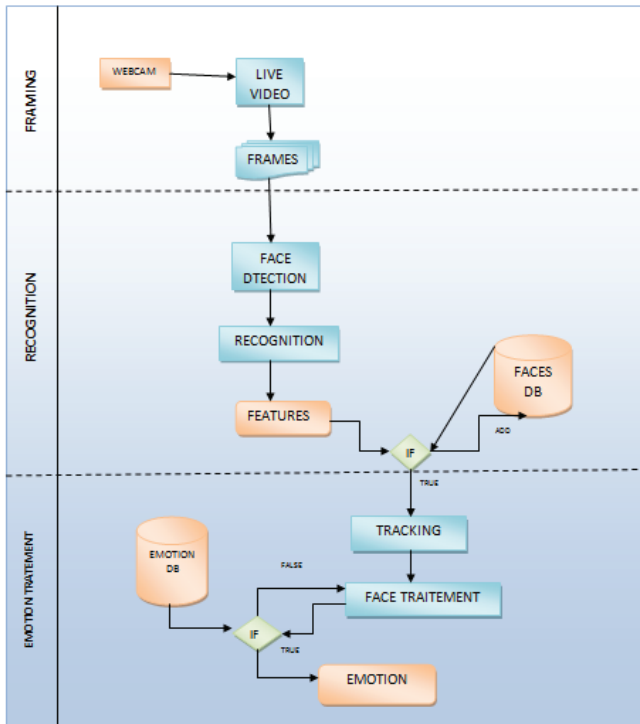 FRAMING
WEBCAM
LIVE
VIDEO
FRAMES
RECOGNITION
FACE
DTECTION
RECOGNITION
FEATURES
FACES
DB
IF
ADD
TRUE
EMOTION TRATEMENT
TRACKING
EMOTION
DB
FALSE
FACE TRAITEMENT
IF
TRUE
EMOTION